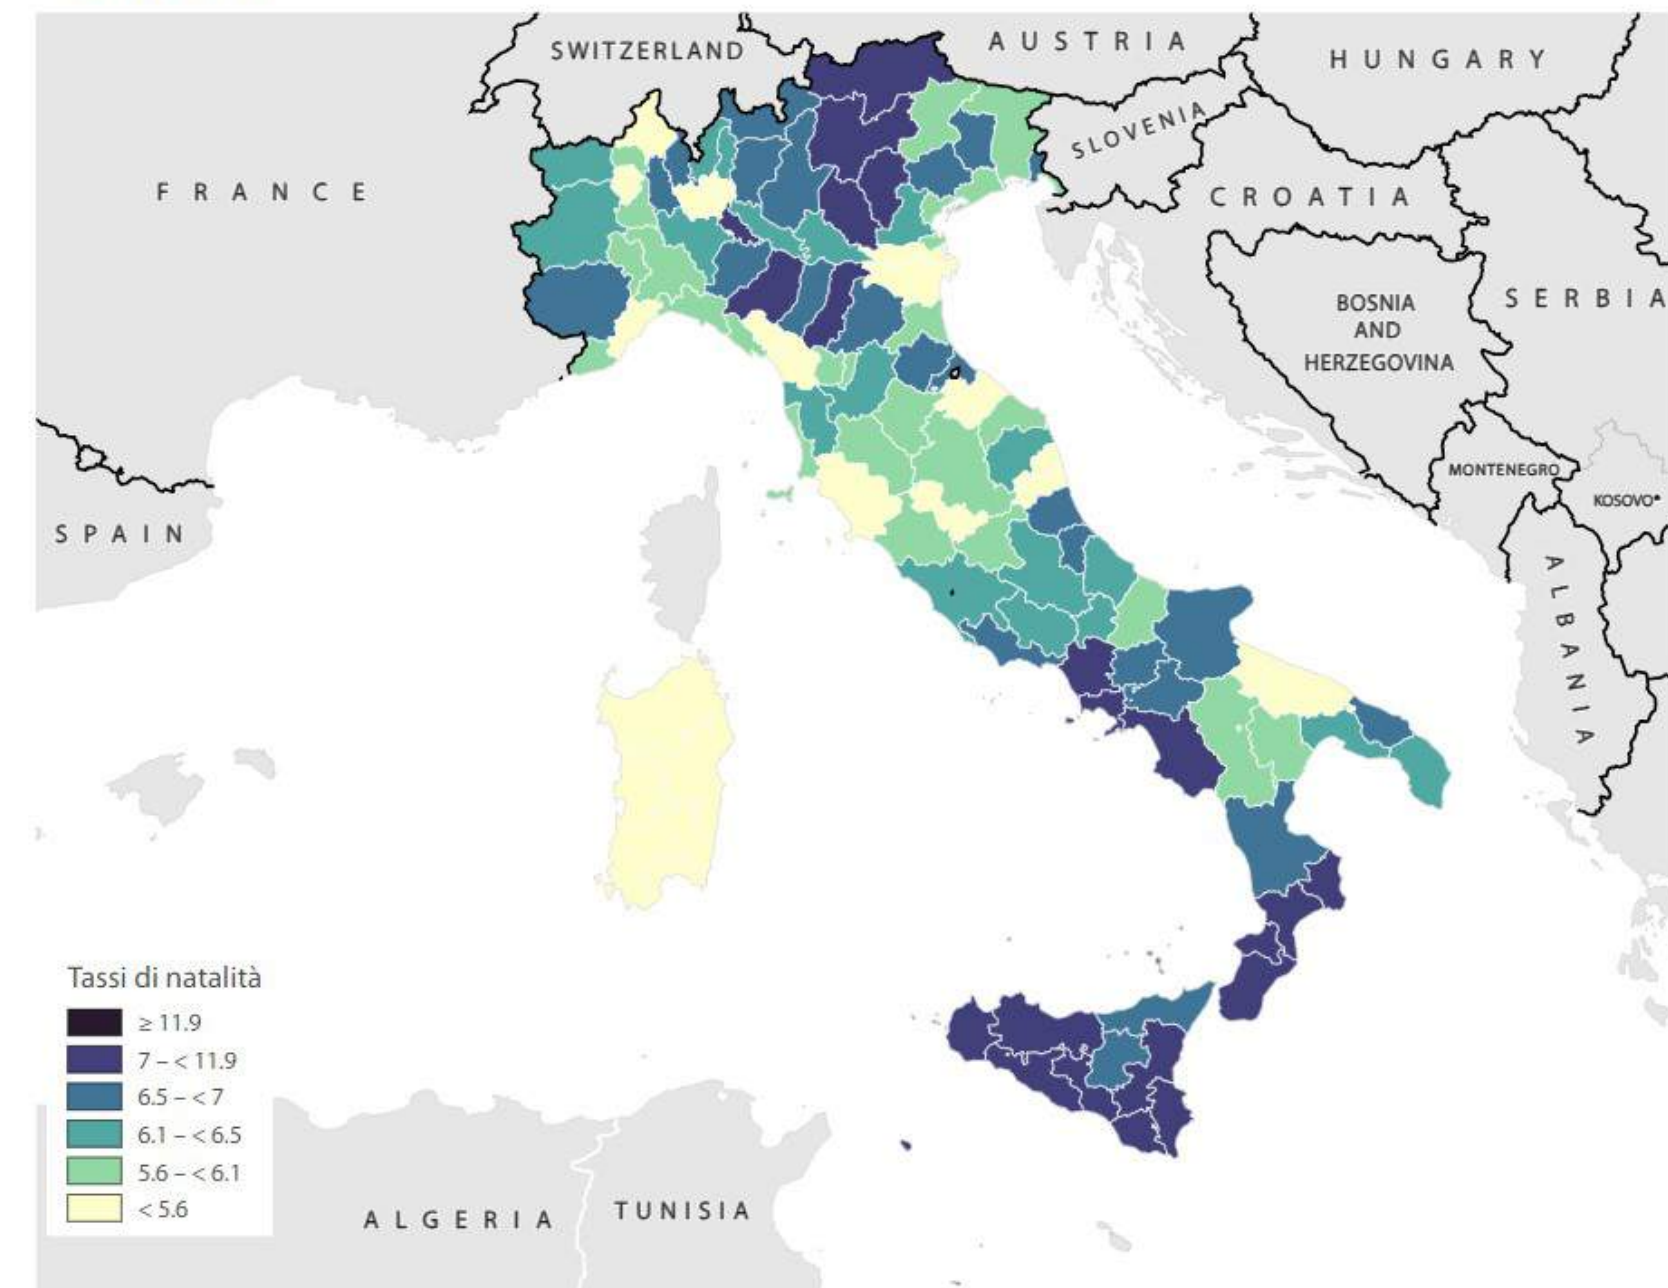 SWITZERLAND
AUSTRIA
HUNGARY
SLOVENIA
FRANCE
CROATIA
BOSNIA
AND
HERZEGOVINA
SERBIA
MONTENEGRO
KOSOVO*
SPAIN
ALBANIA
Tassi di natalità
≥ 11.9
7 – < 11.9
6.5 – < 7
6.1 – < 6.5
5.6 – < 6.1
< 5.6
ALGERIA
TUNISIA